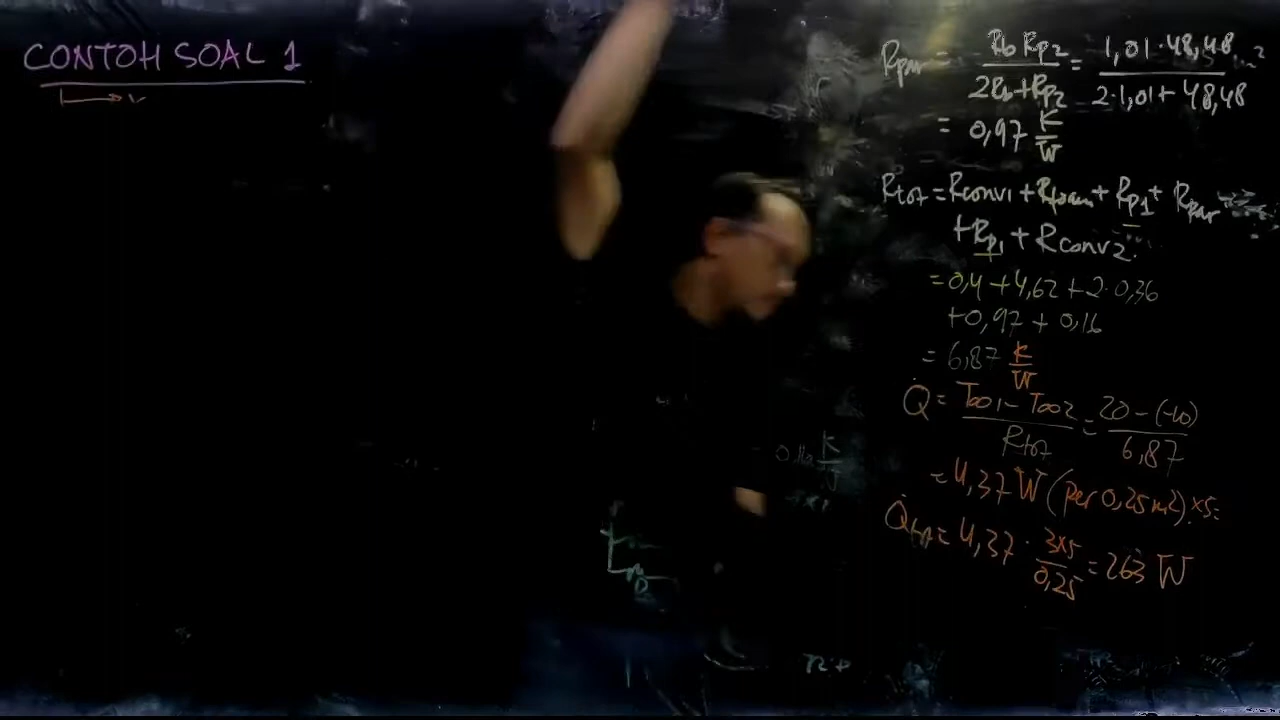 CONTOH SOAL 1
Rpar = Rb Rp2 / 2Rb+Rp2 = 1,01·48,48 / 2·1,01+48,48
= 0,97 K/W
Rtot = Rconv1 + Rfoam + Rp1 + Rpar
+Rp1 + Rconv2
= 0,4 + 4,62 + 2·0,36
+0,97 + 0,16
= 6,87 K/W
Q̇ = T∞1 - T∞2 / Rtot = 20-(-10) / 6,87
= 4,37 W (per 0,25 m2)
Q̇tot = 4,37 · 3x5 / 0,25 = 263 W